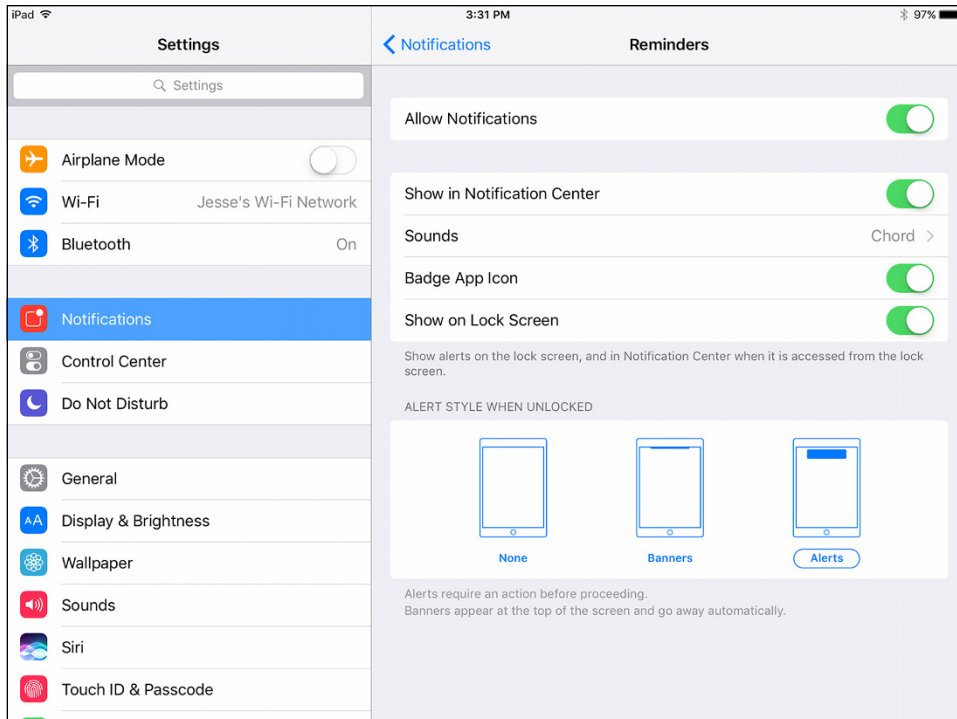 iPad
3:31 PM
97%
Settings
Notifications
Reminders
Settings
Allow Notifications
Airplane Mode
Wi-Fi
Jesse's Wi-Fi Network
Bluetooth
On
Show in Notification Center
Sounds
Chord
Badge App Icon
Show on Lock Screen
Show alerts on the lock screen, and in Notification Center when it is accessed from the lock
screen.
Notifications
Control Center
Do Not Disturb
ALERT STYLE WHEN UNLOCKED
None
Banners
Alerts
Alerts require an action before proceeding.
Banners appear at the top of the screen and go away automatically.
General
AA
Display & Brightness
Wallpaper
Sounds
Siri
Touch ID & Passcode